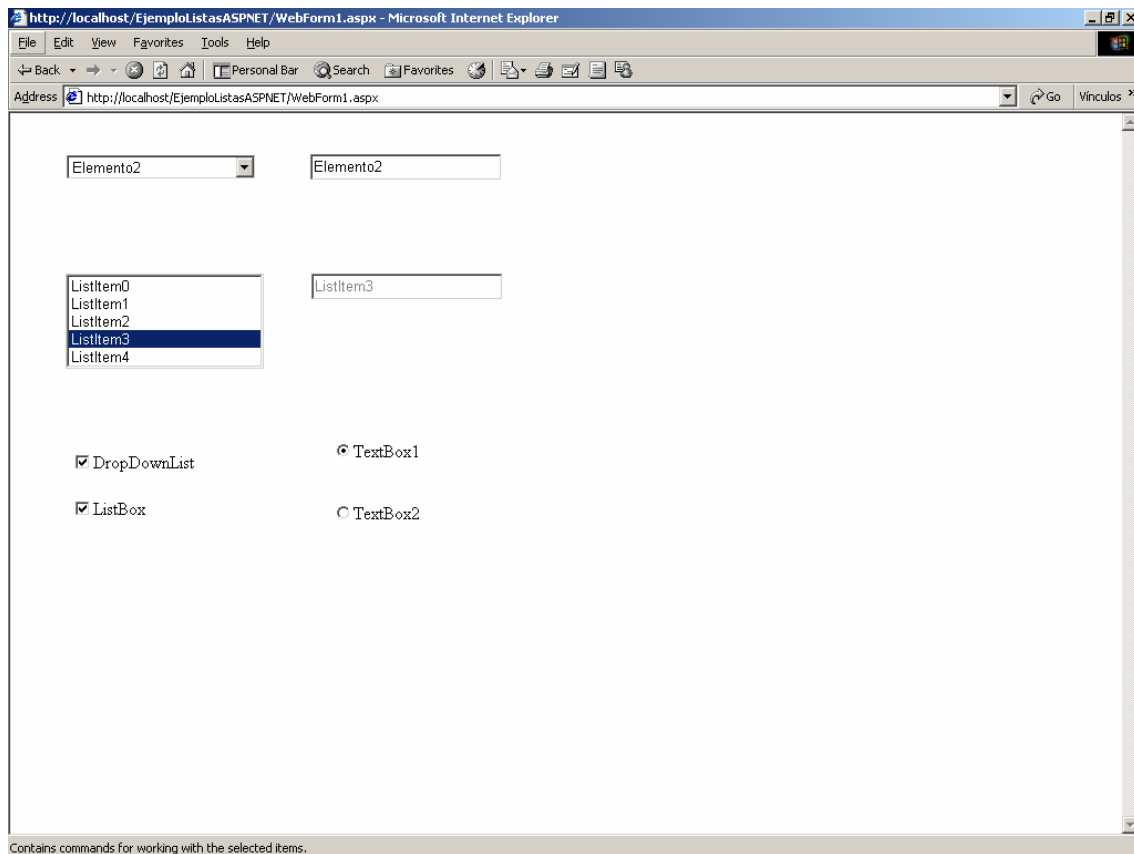 http://localhost/EjemploListasASPNET/WebForm1.aspx - Microsoft Internet Explorer
File Edit View Favorites Tools Help
Back Personal Bar Search Favorites
Address http://localhost/EjemploListasASPNET/WebForm1.aspx Go Vínculos »
Elemento2 Elemento2
ListItem0 ListItem3
ListItem1
ListItem2
ListItem3
ListItem4
TextBox1
DropDownList
ListBox
TextBox2
Contains commands for working with the selected items.